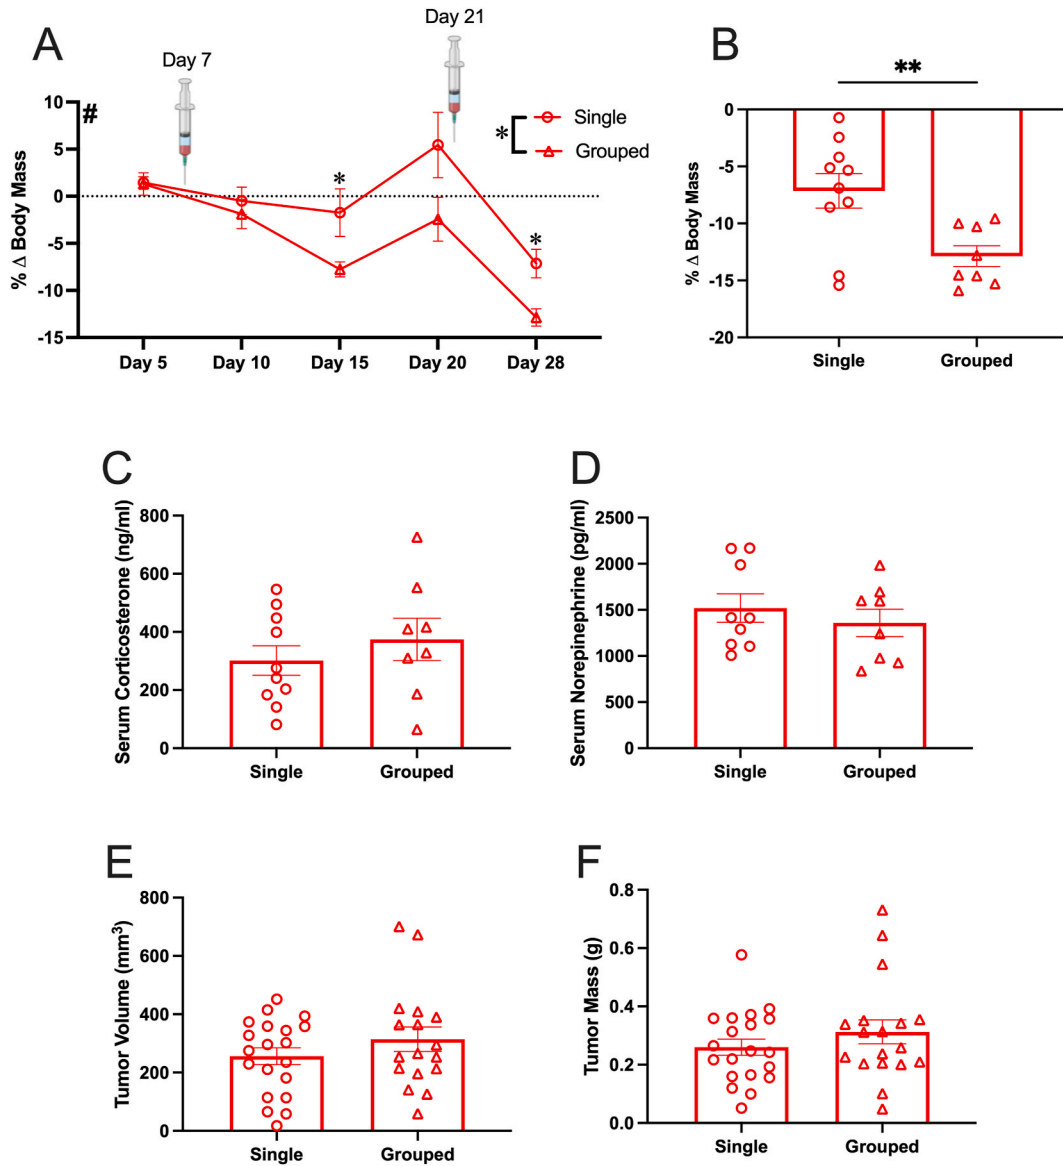 A
Day 7
Day 21
#
10
5
0
-5
-10
-15
% Δ Body Mass
*
Single
Grouped
*
*
Day 5 Day 10 Day 15 Day 20 Day 28
B
**
0
-5
-10
-15
-20
% Δ Body Mass
Single Grouped
C
800
600
400
200
0
Serum Corticosterone (ng/ml)
Single Grouped
D
2500
2000
1500
1000
500
0
Serum Norepinephrine (pg/ml)
Single Grouped
E
800
600
400
200
0
Tumor Volume (mm³)
Single Grouped
F
0.8
0.6
0.4
0.2
0.0
Tumor Mass (g)
Single Grouped